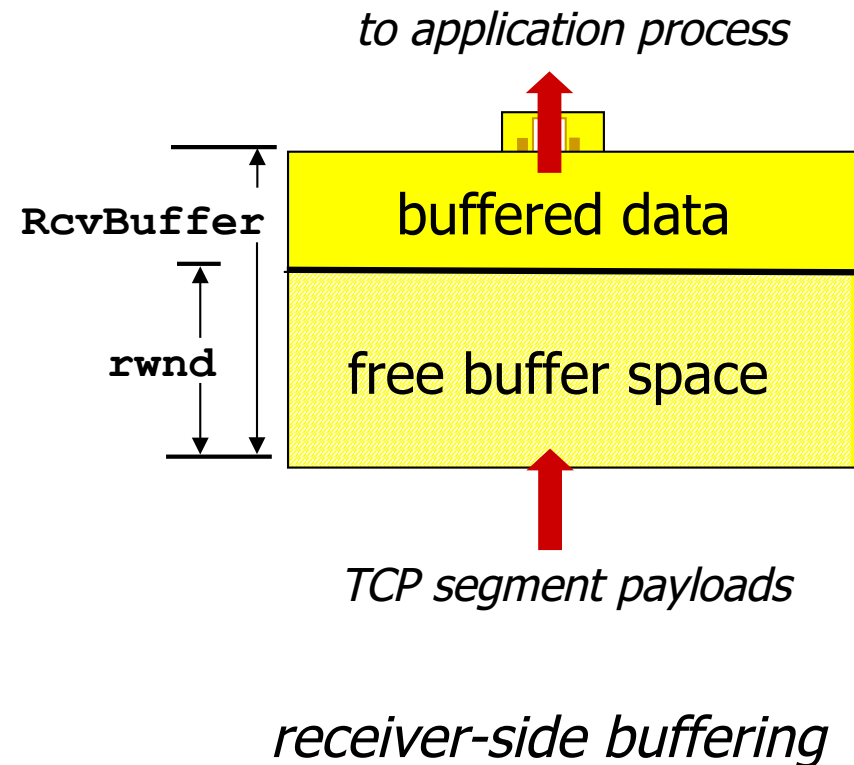 to application process
RcvBuffer
buffered data
rwnd
free buffer space
TCP segment payloads
receiver-side buffering